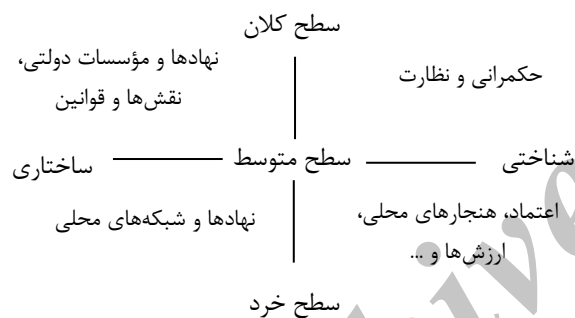 سطح کلان
حکمرانی و نظارت
نهادها و مؤسسات دولتی،
نقش‌ها و قوانین
شناختی
سطح متوسط
ساختاری
اعتماد، هنجارهای محلی،
ارزش‌ها و ...
نهادها و شبکه‌های محلی
سطح خرد
hive